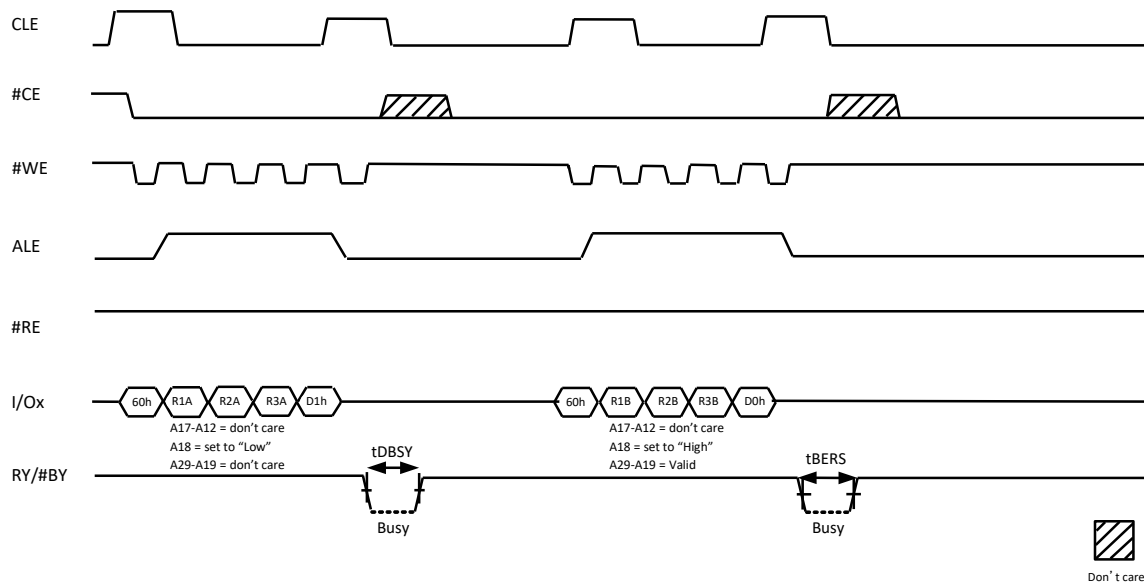 CLE
#CE
#WE
ALE
#RE
I/Ox 60h R1A R2A R3A D1h 60h R1B R2B R3B D0h
A17-A12 = don't care A17-A12 = don't care
A18 = set to “Low” A18 = set to “High”
A29-A19 = don't care A29-A19 = Valid
tDBSY tBERS
RY/#BY
Busy Busy
Don't care